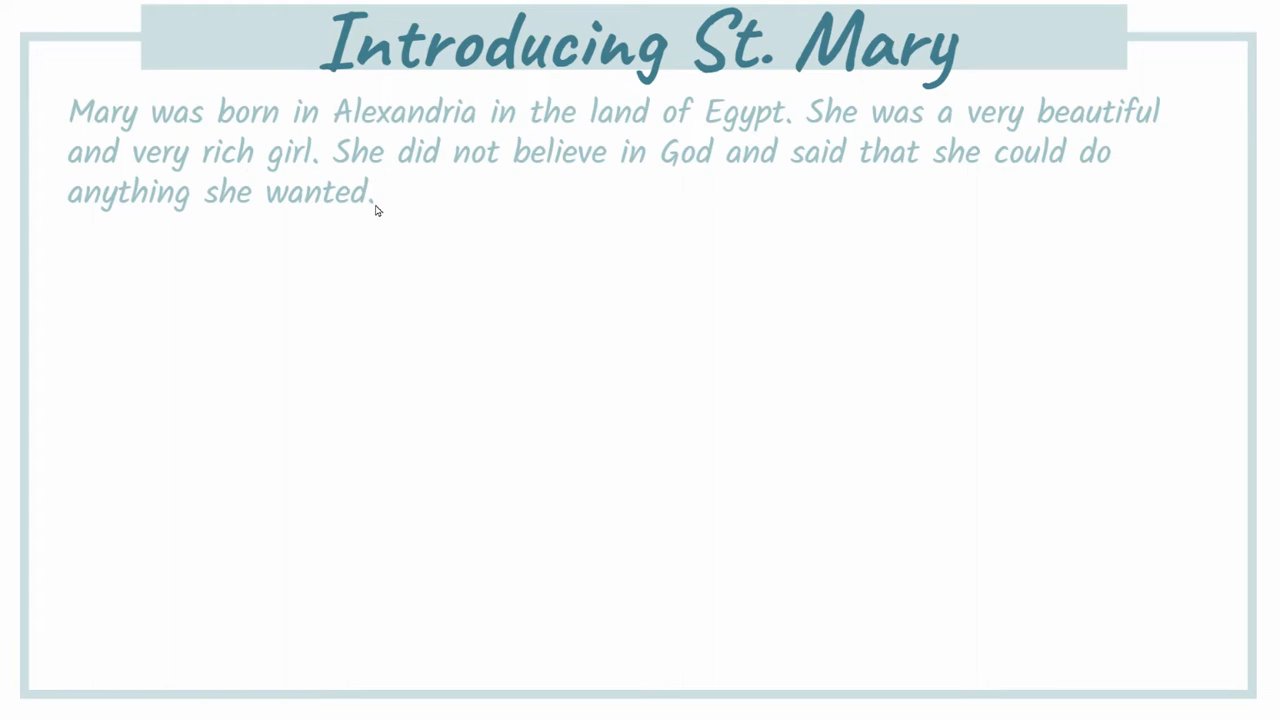 Introducing St. Mary
Mary was born in Alexandria in the land of Egypt. She was a very beautiful
and very rich girl. She did not believe in God and said that she could do
anything she wanted.